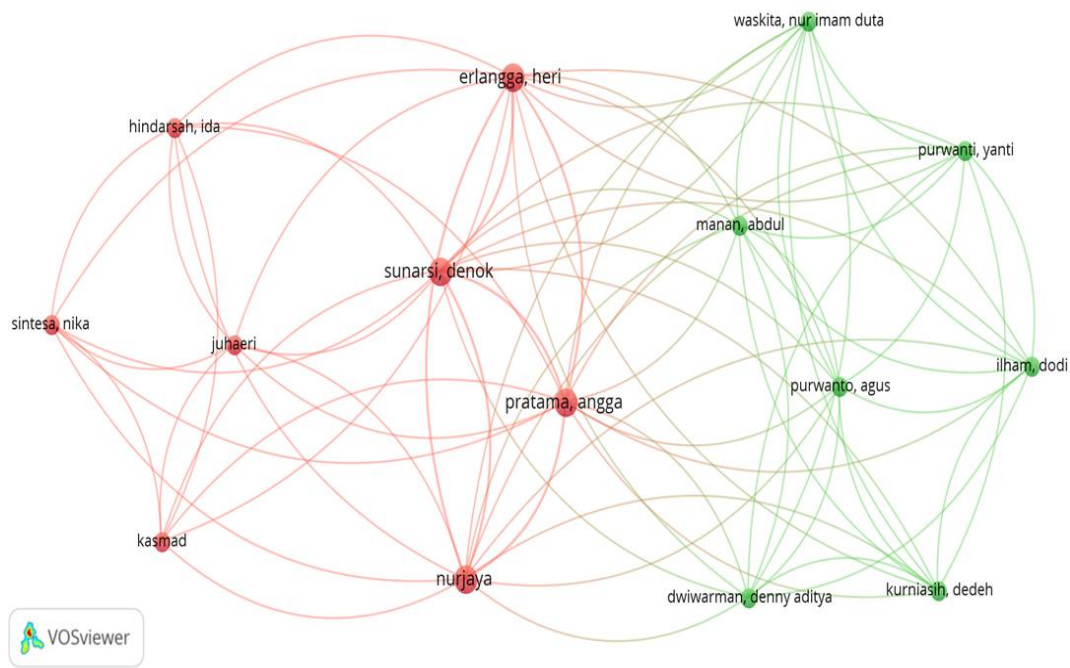 waskita, nur imam duta
erlangga, heri
hindarsah, ida
purwanti, yanti
manan, abdul
sunarsi, denok
sintesa, nika
juhaeri
ilham, dodi
purwanto, agus
pratama, angga
kasmad
nurjaya
kurniasih, dedeh
dwiwarman, denny aditya
VOSviewer